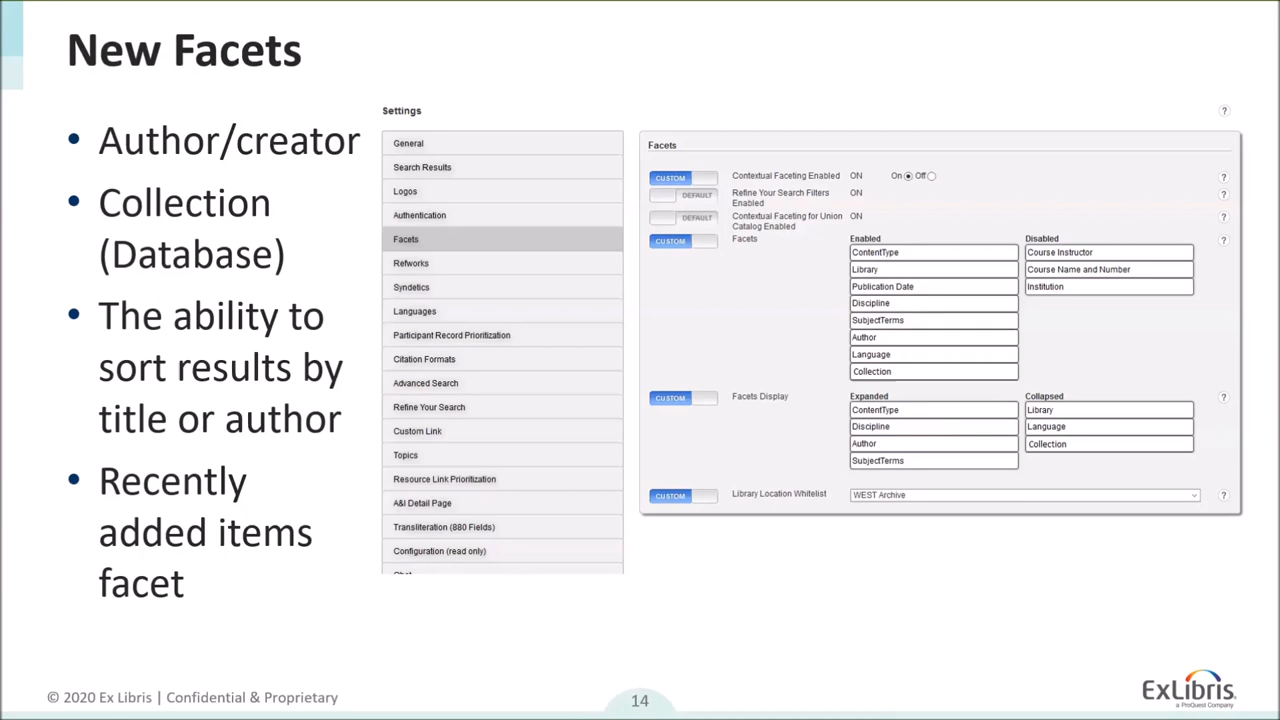 New Facets
• Author/creator
• Collection
(Database)
• The ability to
sort results by
title or author
• Recently
added items
facet
Settings
?
General
Search Results
Logos
Authentication
Facets
Refworks
Syndetics
Languages
Participant Record Prioritization
Citation Formats
Advanced Search
Refine Your Search
Custom Link
Topics
Resource Link Prioritization
A&I Detail Page
Transliteration (880 Fields)
Configuration (read only)
Facets
CUSTOM Contextual Faceting Enabled ON On Off ?
DEFAULT Refine Your Search Filters ON ?
Enabled
DEFAULT Contextual Faceting for Union ON ?
Catalog Enabled
CUSTOM Facets Enabled Disabled ?
ContentType Course Instructor
Library Course Name and Number
Publication Date Institution
Discipline
SubjectTerms
Author
Language
Collection
CUSTOM Facets Display Expanded Collapsed ?
ContentType Library
Discipline Language
Author Collection
SubjectTerms
CUSTOM Library Location Whitelist WEST Archive ?
© 2020 Ex Libris | Confidential & Proprietary
14
ExLibris
a ProQuest Company